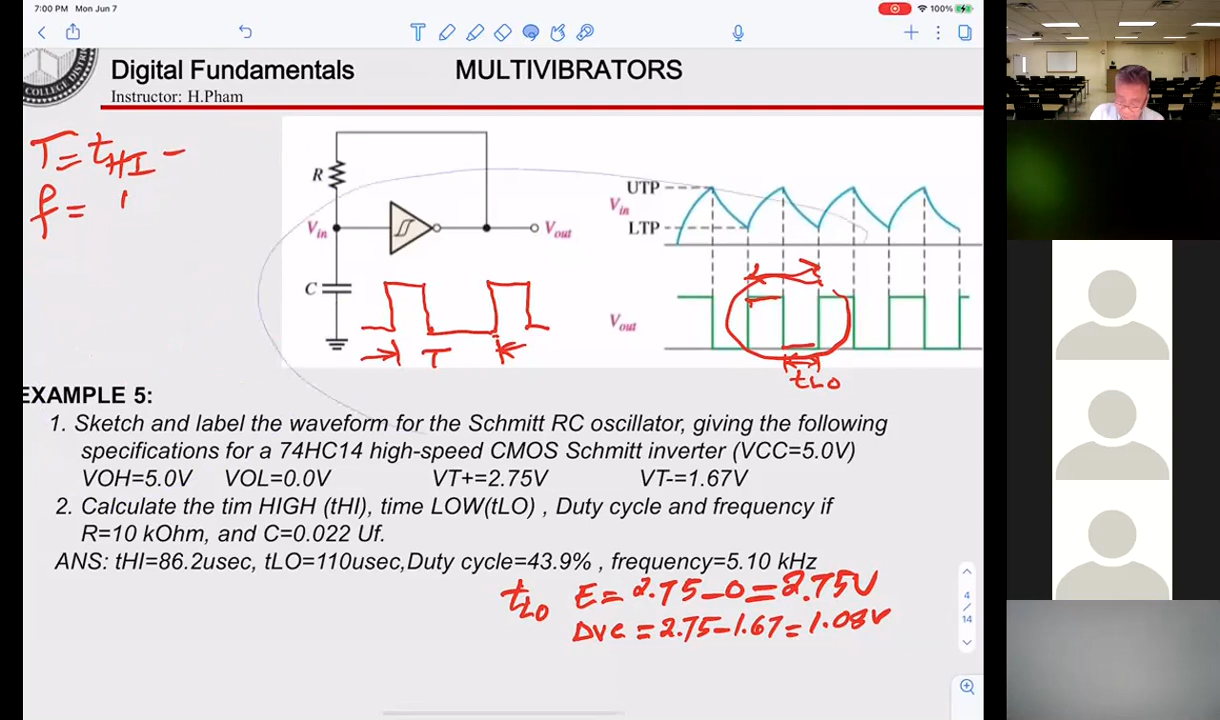 7:00 PM Mon Jun 7
100%
COLLEGE DISTRICT
Digital Fundamentals
MULTIVIBRATORS
Instructor: H.Pham
T = tHI -
f =
R
Vin
C
Vout
UTP
Vin
LTP
Vout
T
tLO
EXAMPLE 5:
1. Sketch and label the waveform for the Schmitt RC oscillator, giving the following
specifications for a 74HC14 high-speed CMOS Schmitt inverter (VCC=5.0V)
VOH=5.0V VOL=0.0V VT+=2.75V VT-=1.67V
2. Calculate the tim HIGH (tHI), time LOW(tLO) , Duty cycle and frequency if
R=10 kOhm, and C=0.022 Uf.
ANS: tHI=86.2usec, tLO=110usec,Duty cycle=43.9% , frequency=5.10 kHz
tLO E = 2.75-0 = 2.75V
Δvc = 2.75-1.67 = 1.08V
4
/
14